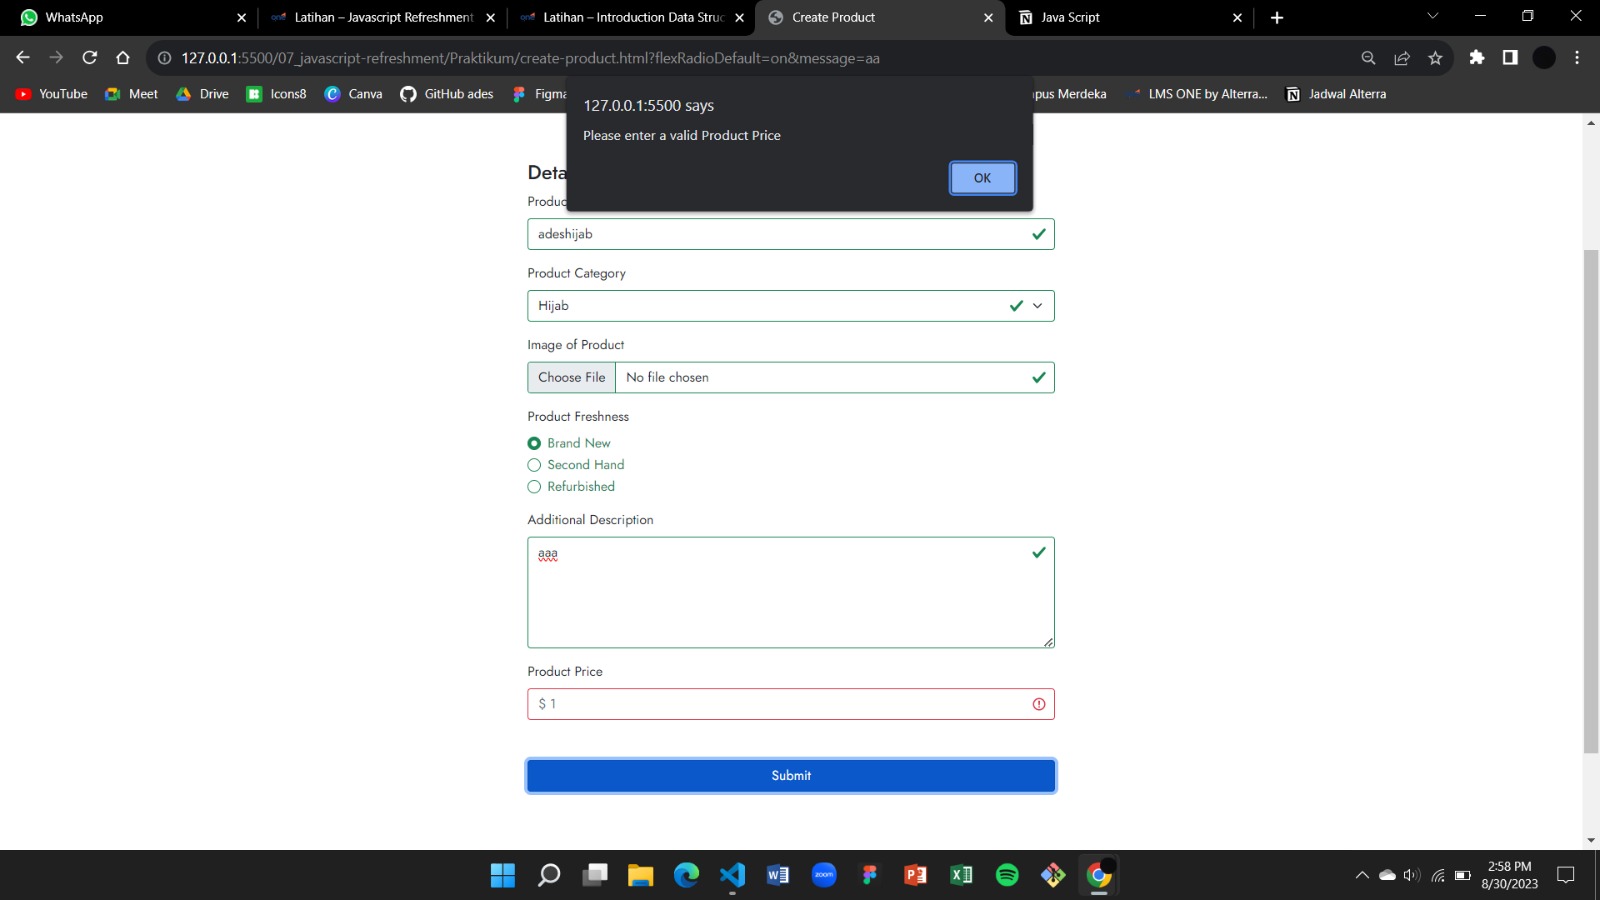 WhatsApp
Latihan – Javascript Refreshment
Latihan – Introduction Data Struc
Create Product
Java Script
127.0.0.1:5500/07_javascript-refreshment/Praktikum/create-product.html?flexRadioDefault=on&message=aa
YouTube
Meet
Drive
Icons8
Canva
GitHub ades
Figma
pus Merdeka
LMS ONE by Alterra...
Jadwal Alterra
127.0.0.1:5500 says
Please enter a valid Product Price
OK
Deta
Produc
adeshijab
Product Category
Hijab
Image of Product
Choose File No file chosen
Product Freshness
Brand New
Second Hand
Refurbished
Additional Description
aaa
Product Price
$ 1
Submit
zoom
2:58 PM
8/30/2023